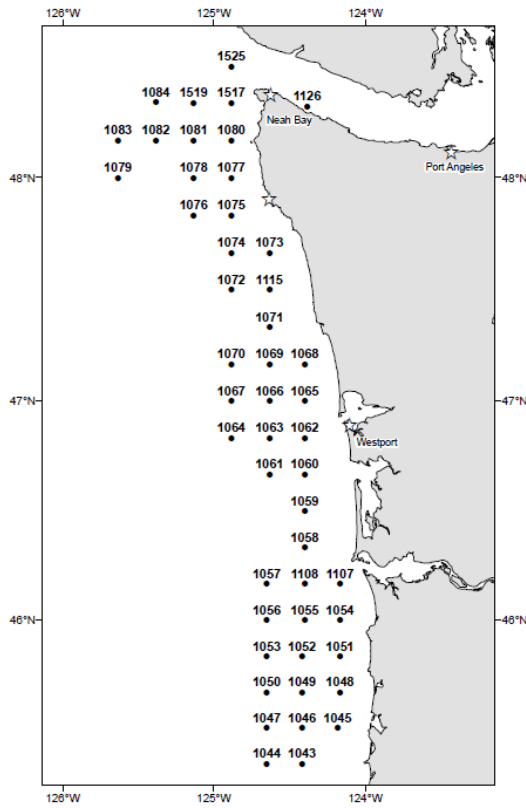 126°W 125°W 124°W
1525
1084 1519 1517 1126
Neah Bay
1083 1082 1081 1080
Port Angeles
48°N 1079 1078 1077 48°N
1076 1075
1074 1073
1072 1115
1071
1070 1069 1068
47°N 1067 1066 1065 47°N
1064 1063 1062
Westport
1061 1060
1059
1058
1057 1108 1107
46°N 1056 1055 1054 46°N
1053 1052 1051
1050 1049 1048
1047 1046 1045
1044 1043
126°W 125°W 124°W